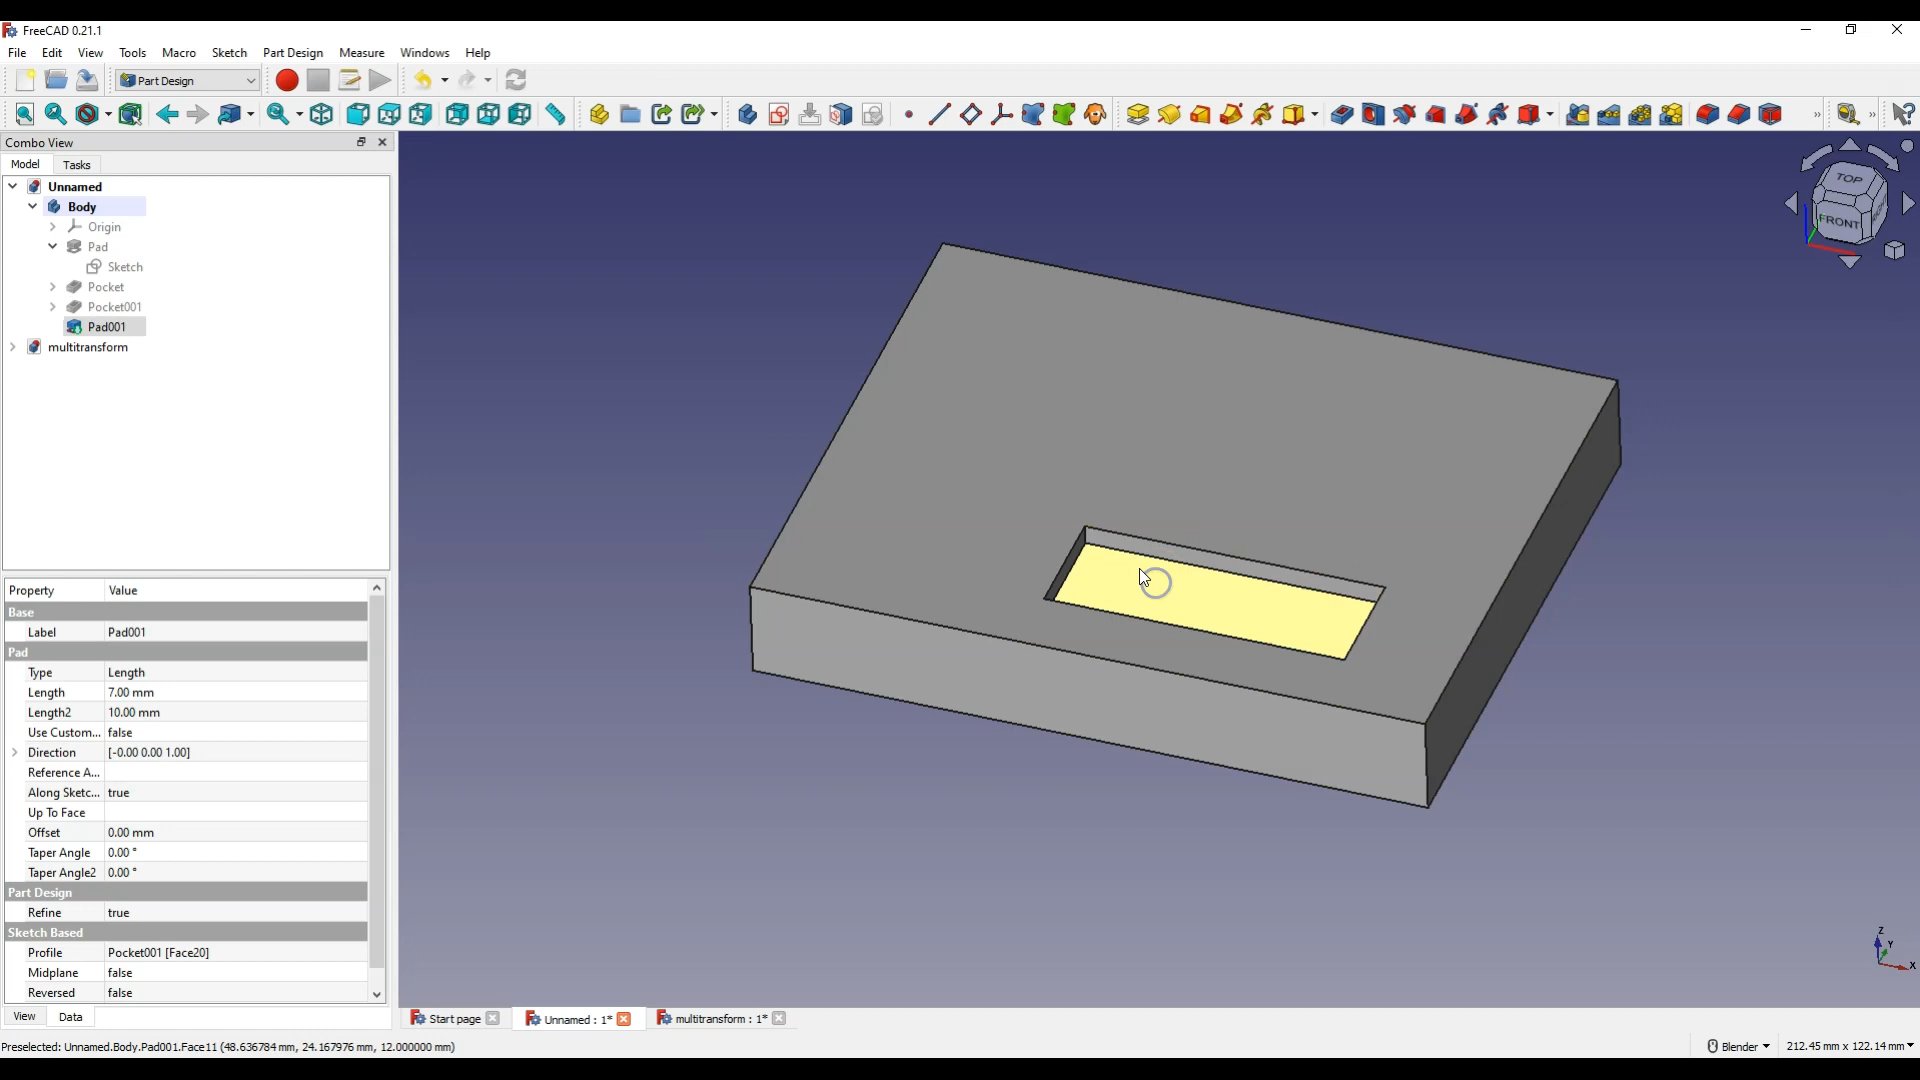 FreeCAD 0.21.1
File Edit View Tools Macro Sketch Part Design Measure Windows Help
Part Design
Combo View
Model Tasks
Unnamed
Body
Origin
Pad
Sketch
Pocket
Pocket001
Pad001
multitransform
Property Value
Base
Label Pad001
Pad
Type Length
Length 7.00 mm
Length2 10.00 mm
Use Custom... false
Direction [-0.00 0.00 1.00]
Reference A...
Along Sketc... true
Up To Face
Offset 0.00 mm
Taper Angle 0.00 °
Taper Angle2 0.00 °
Part Design
Refine true
Sketch Based
Profile Pocket001 [Face20]
Midplane false
Reversed false
View Data
TOP
FRONT
RIGHT
Z
Y
X
Start page Unnamed : 1* multitransform : 1*
Preselected: Unnamed.Body.Pad001.Face11 (48.636784 mm, 24.167976 mm, 12.000000 mm) Blender 212.45 mm x 122.14 mm